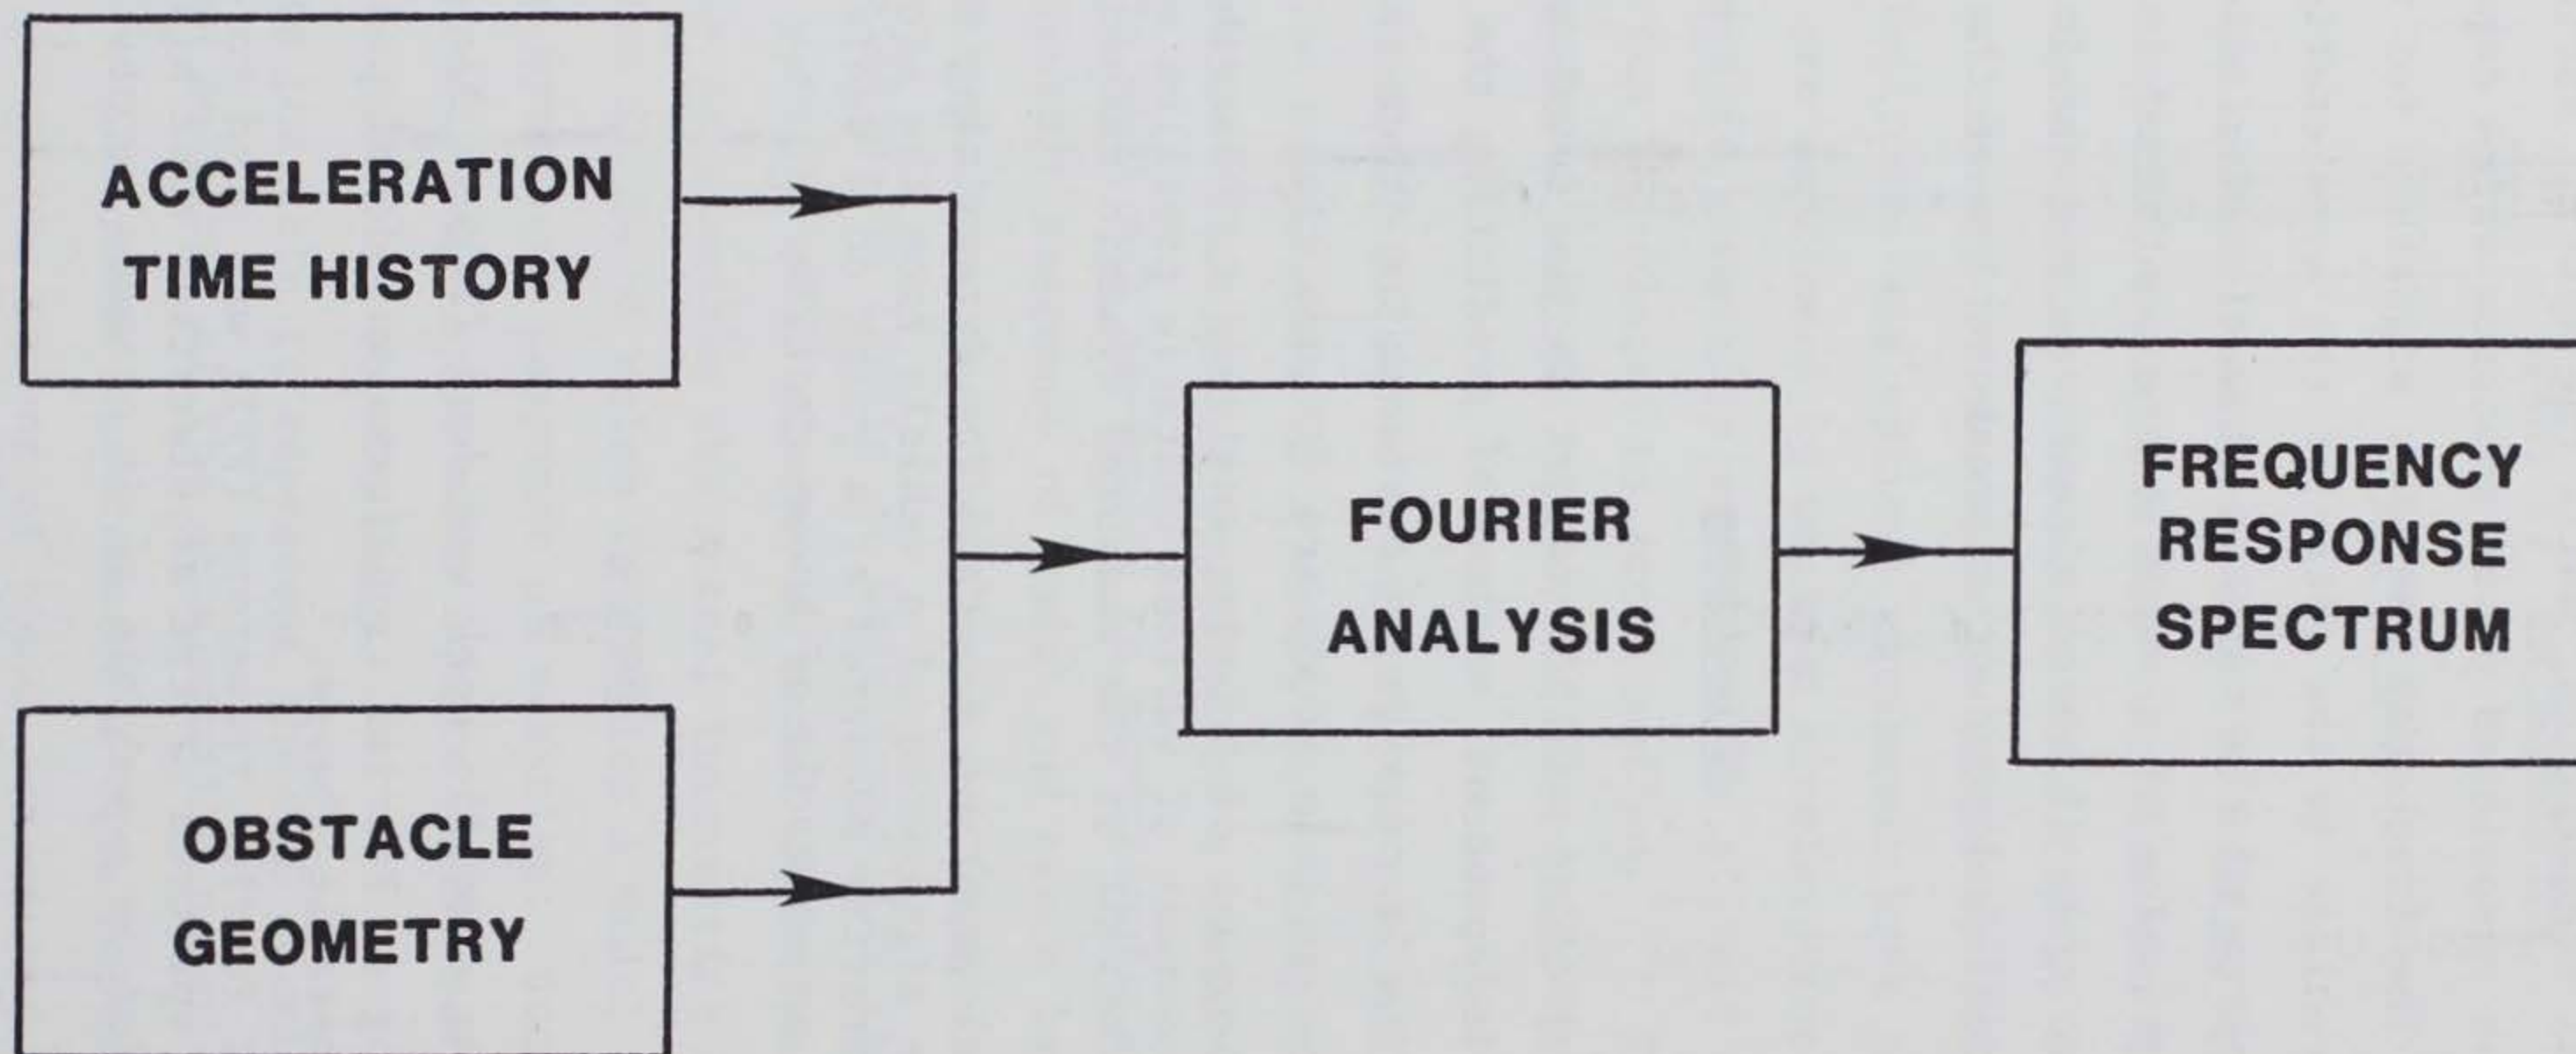 ACCELERATION
TIME HISTORY
OBSTACLE
GEOMETRY
FOURIER
ANALYSIS
FREQUENCY
RESPONSE
SPECTRUM